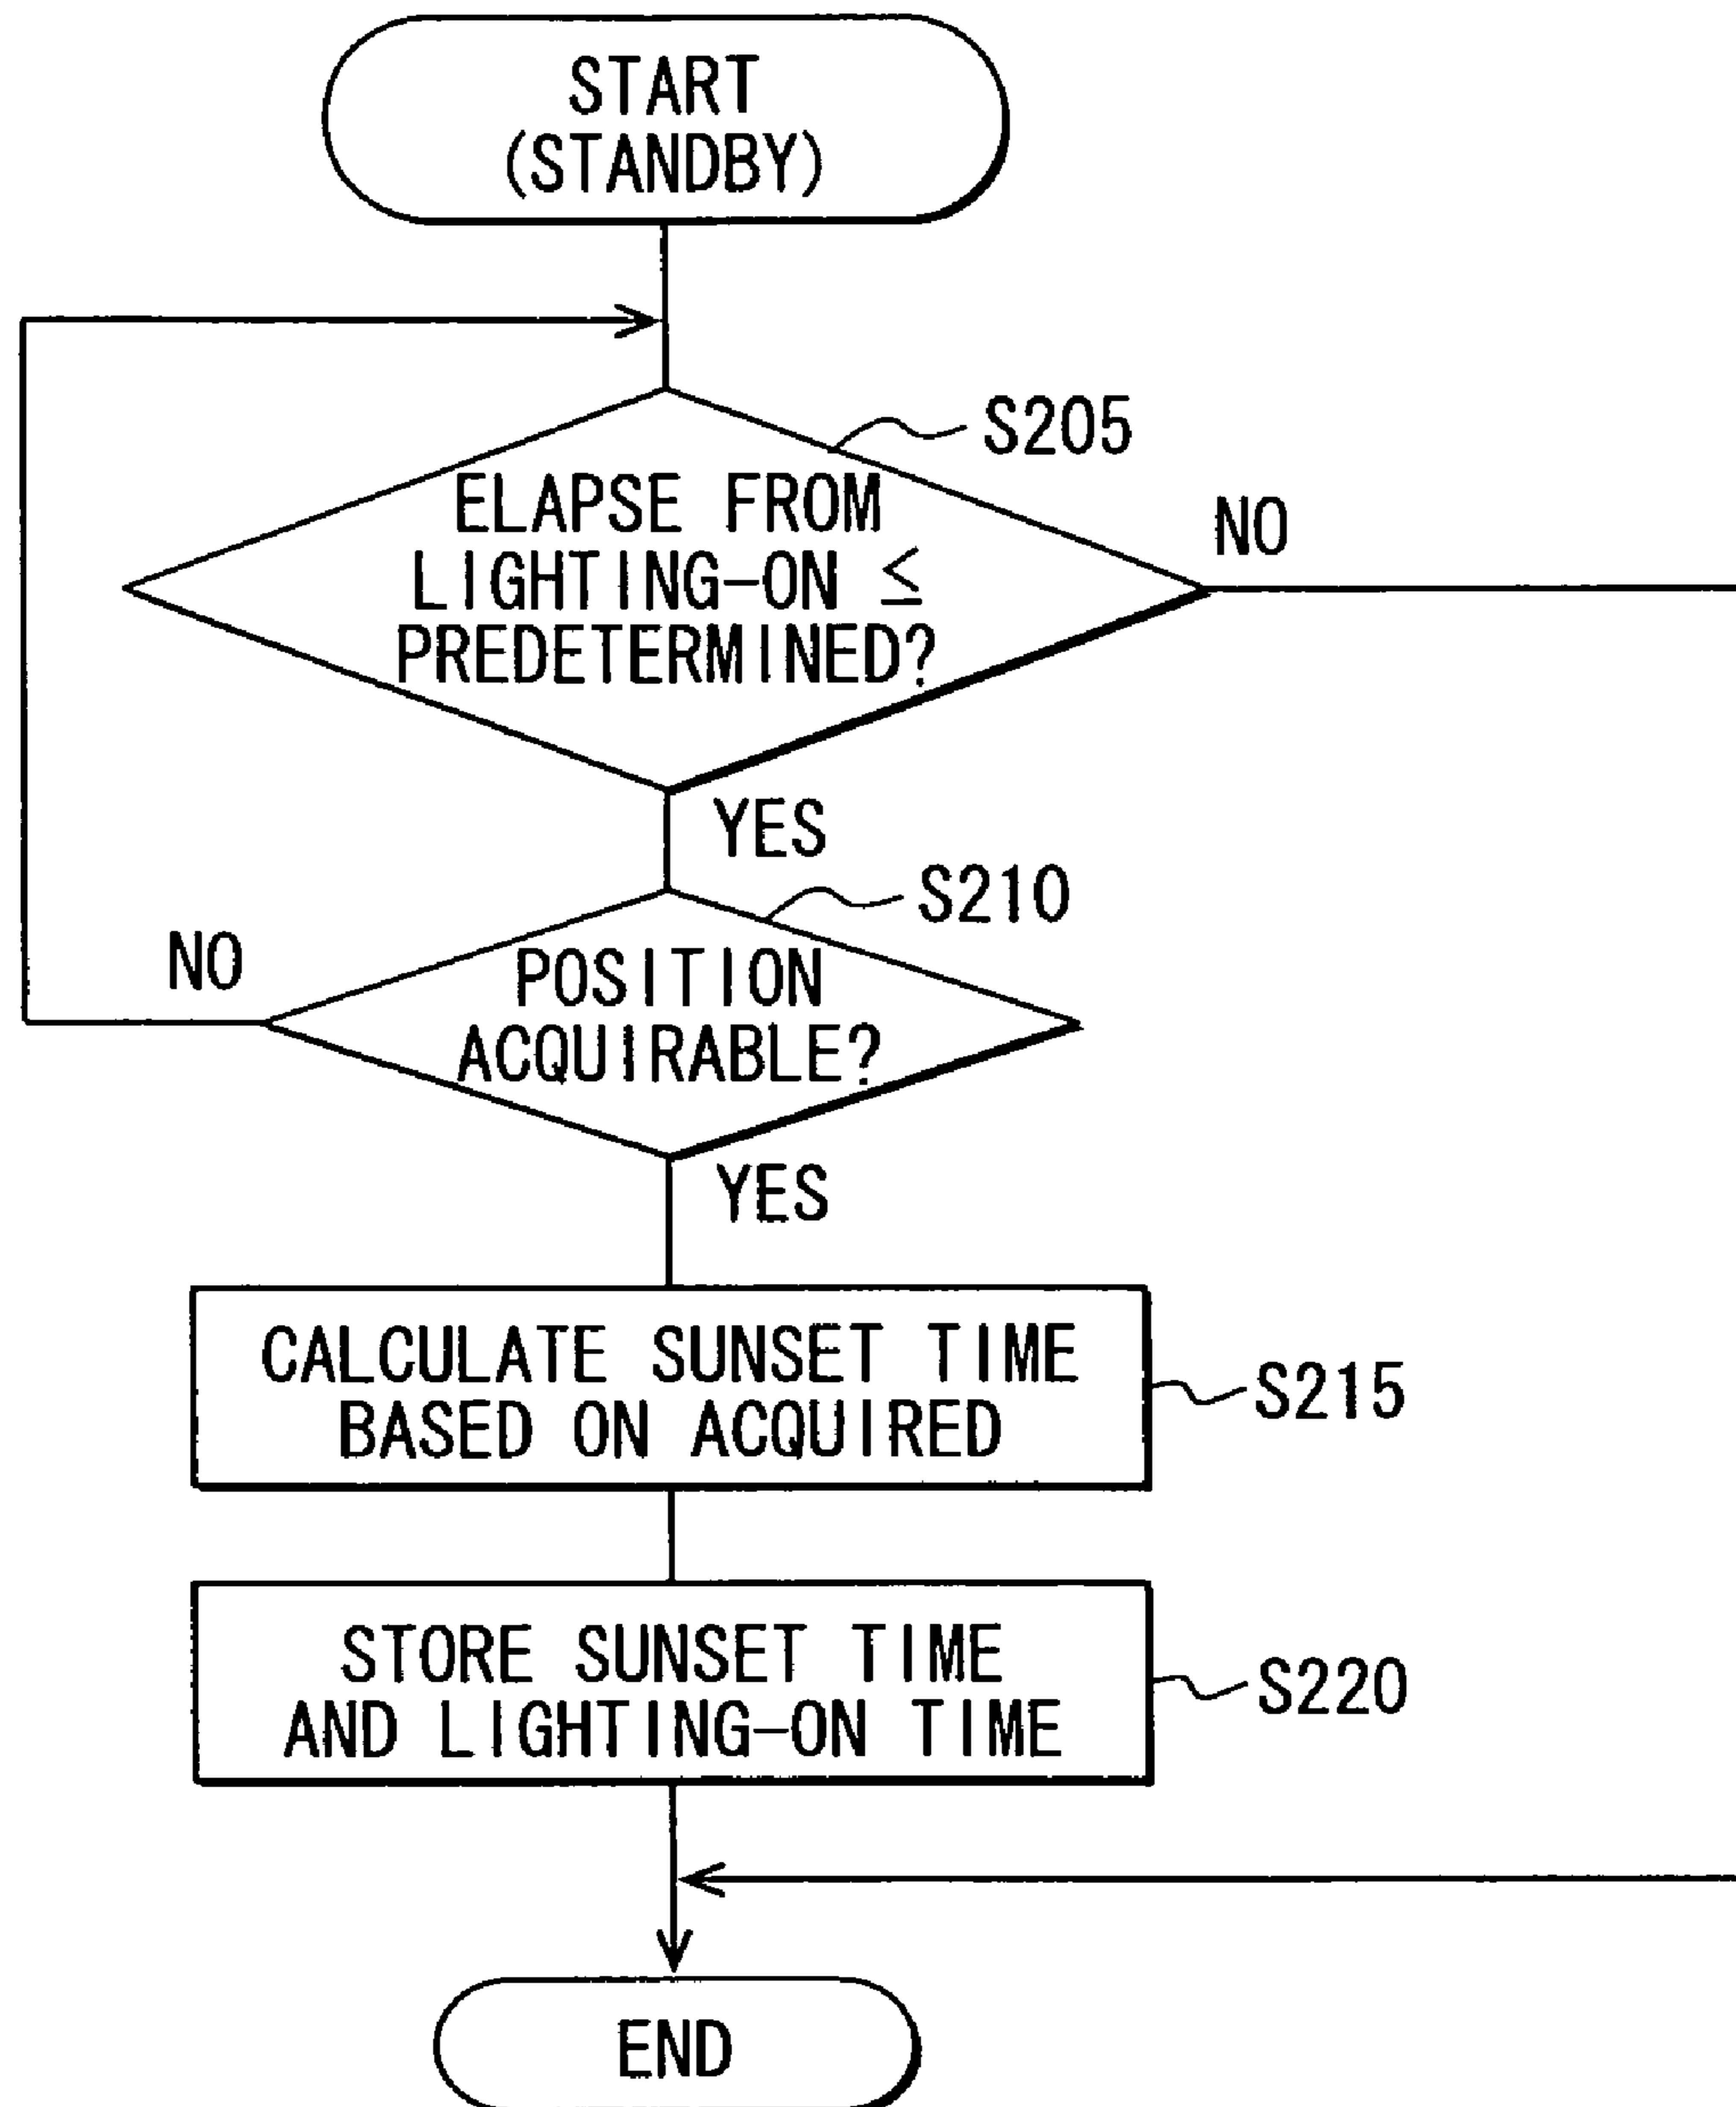 START
(STANDBY)
S205
ELAPSE FROM
LIGHTING-ON ≤
PREDETERMINED?
NO
YES
S210
NO
POSITION
ACQUIRABLE?
YES
CALCULATE SUNSET TIME
BASED ON ACQUIRED
S215
STORE SUNSET TIME
AND LIGHTING-ON TIME
S220
END